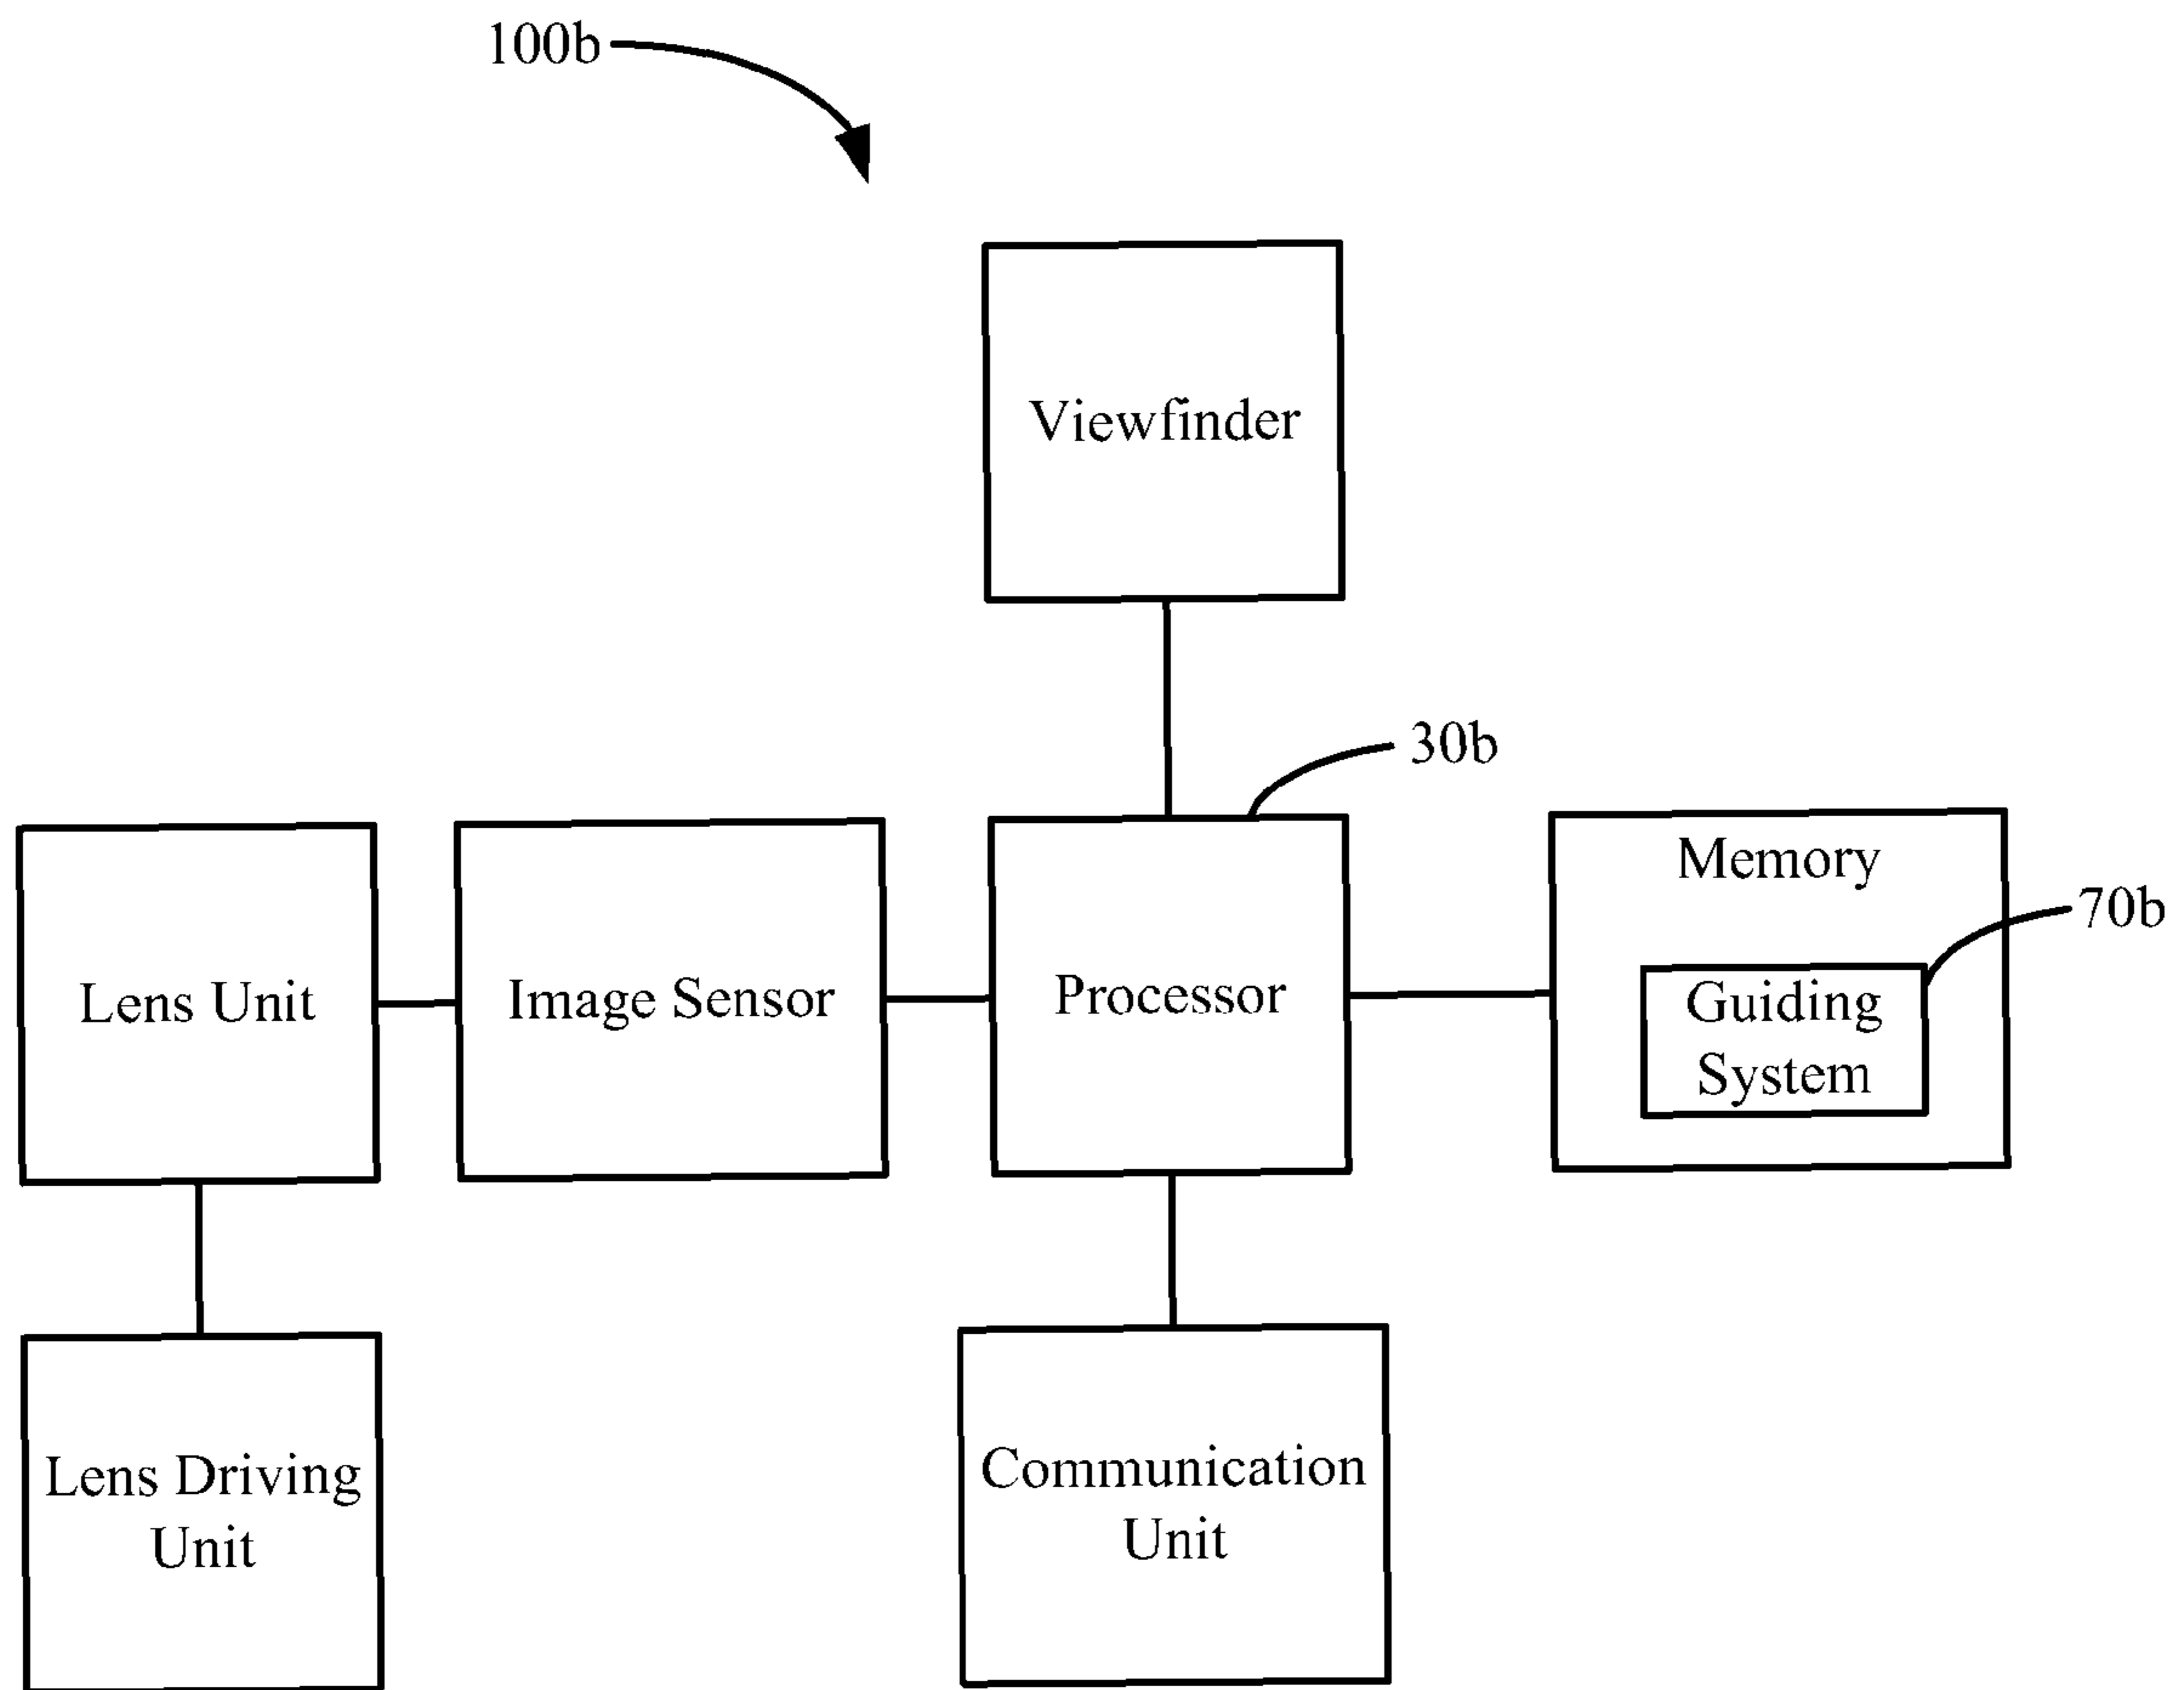 100b
Viewfinder
30b
Memory
70b
Lens Unit
Image Sensor
Processor
Guiding
System
Lens Driving
Unit
Communication
Unit